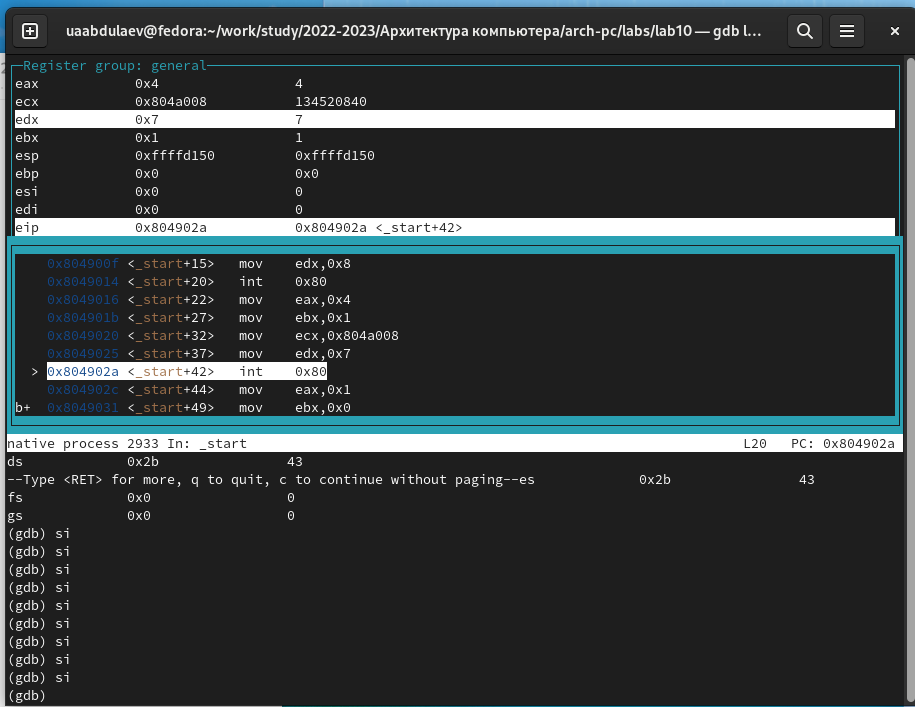 uaabdulaev@fedora:~/work/study/2022-2023/Архитектура компьютера/arch-pc/labs/lab10 — gdb l...
Register group: general
eax 0x4 4
ecx 0x804a008 134520840
edx 0x7 7
ebx 0x1 1
esp 0xffffd150 0xffffd150
ebp 0x0 0x0
esi 0x0 0
edi 0x0 0
eip 0x804902a 0x804902a <_start+42>
0x804900f <_start+15> mov edx,0x8
0x8049014 <_start+20> int 0x80
0x8049016 <_start+22> mov eax,0x4
0x804901b <_start+27> mov ebx,0x1
0x8049020 <_start+32> mov ecx,0x804a008
0x8049025 <_start+37> mov edx,0x7
> 0x804902a <_start+42> int 0x80
0x804902c <_start+44> mov eax,0x1
b+ 0x8049031 <_start+49> mov ebx,0x0
native process 2933 In: _start L20 PC: 0x804902a
ds 0x2b 43
--Type <RET> for more, q to quit, c to continue without paging--es 0x2b 43
fs 0x0 0
gs 0x0 0
(gdb) si
(gdb) si
(gdb) si
(gdb) si
(gdb) si
(gdb) si
(gdb) si
(gdb) si
(gdb) si
(gdb)